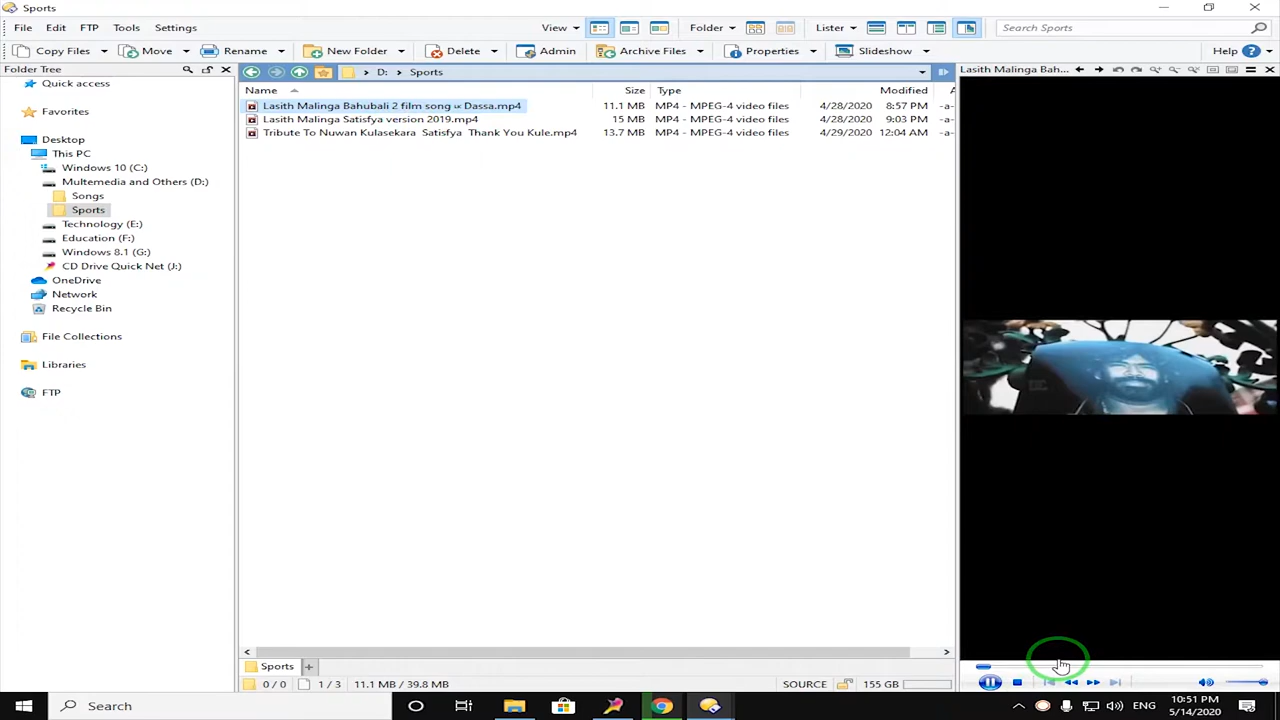 Sports
File Edit FTP Tools Settings View Folder Lister Search Sports
Copy Files Move Rename New Folder Delete Admin Archive Files Properties Slideshow Help
Folder Tree D: Sports Lasith Malinga Bah...
Quick access
Favorites
Desktop
This PC
Windows 10 (C:)
Multemedia and Others (D:)
Songs
Sports
Technology (E:)
Education (F:)
Windows 8.1 (G:)
CD Drive Quick Net (J:)
OneDrive
Network
Recycle Bin
File Collections
Libraries
FTP
Name Size Type Modified
Lasith Malinga Bahubali 2 film song Dassa.mp4 11.1 MB MP4 - MPEG-4 video files 4/28/2020 8:57 PM -a-
Lasith Malinga Satisfya version 2019.mp4 15 MB MP4 - MPEG-4 video files 4/28/2020 9:03 PM -a-
Tribute To Nuwan Kulasekara Satisfya Thank You Kule.mp4 13.7 MB MP4 - MPEG-4 video files 4/29/2020 12:04 AM -a-
Sports
1 MB / 39.8 MB SOURCE 155 GB
Search ENG 10:51 PM
5/14/2020